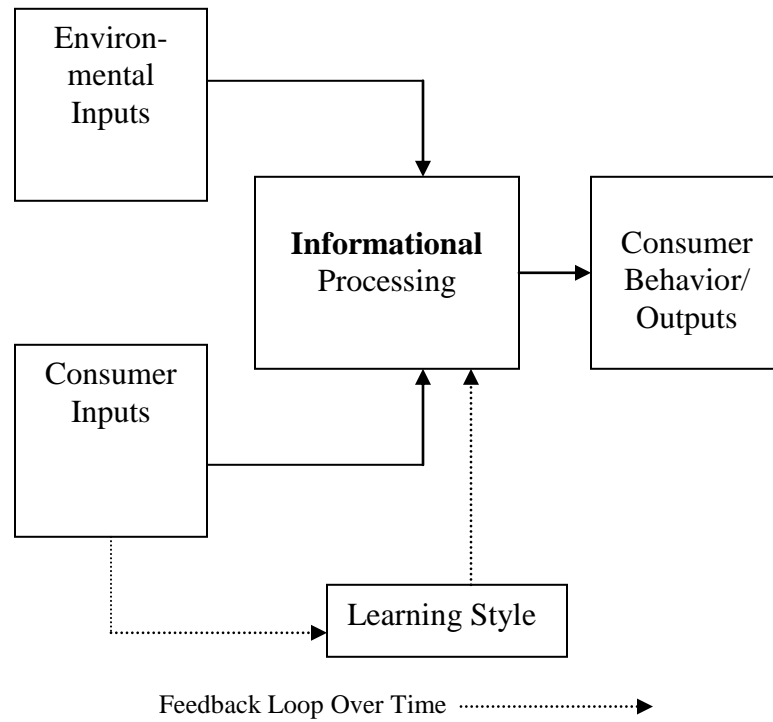 Environ-
mental
Inputs
Informational
Processing
Consumer
Behavior/
Outputs
Consumer
Inputs
Learning Style
Feedback Loop Over Time